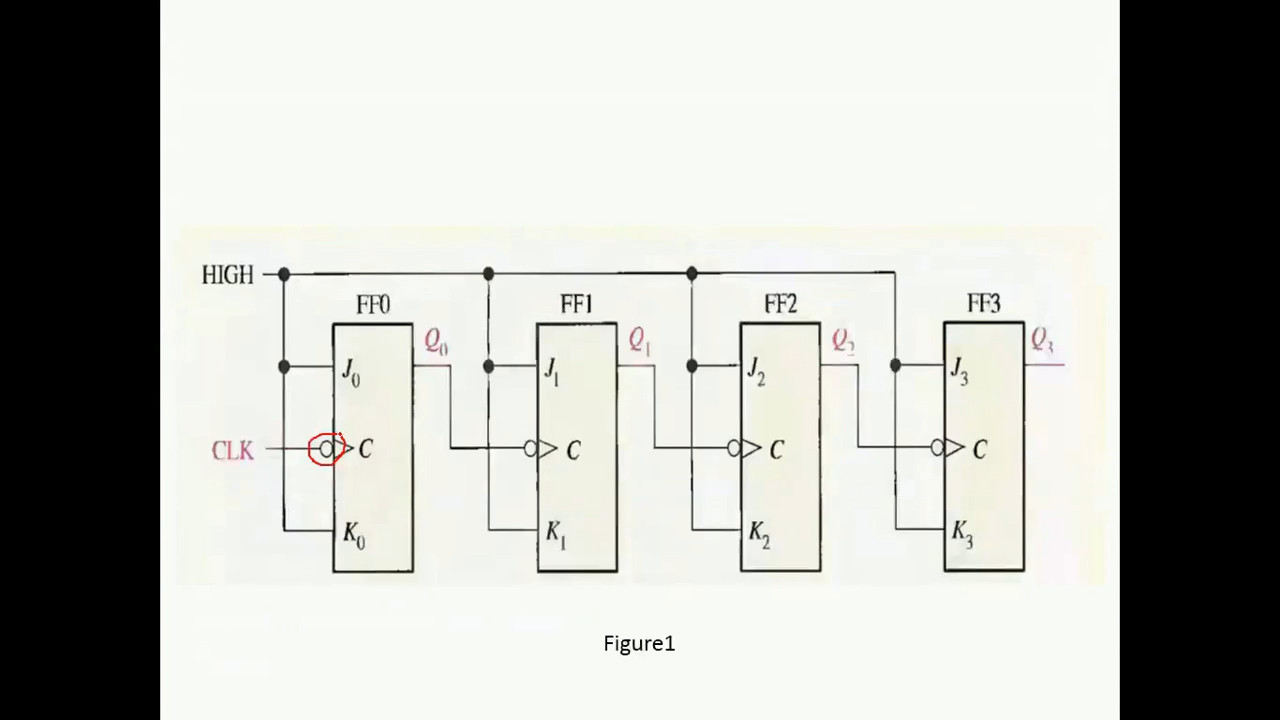 HIGH
FF0 FF1 FF2 FF3
Q0 Q1 Q2 Q3
J0 J1 J2 J3
CLK C C C C
K0 K1 K2 K3
Figure1